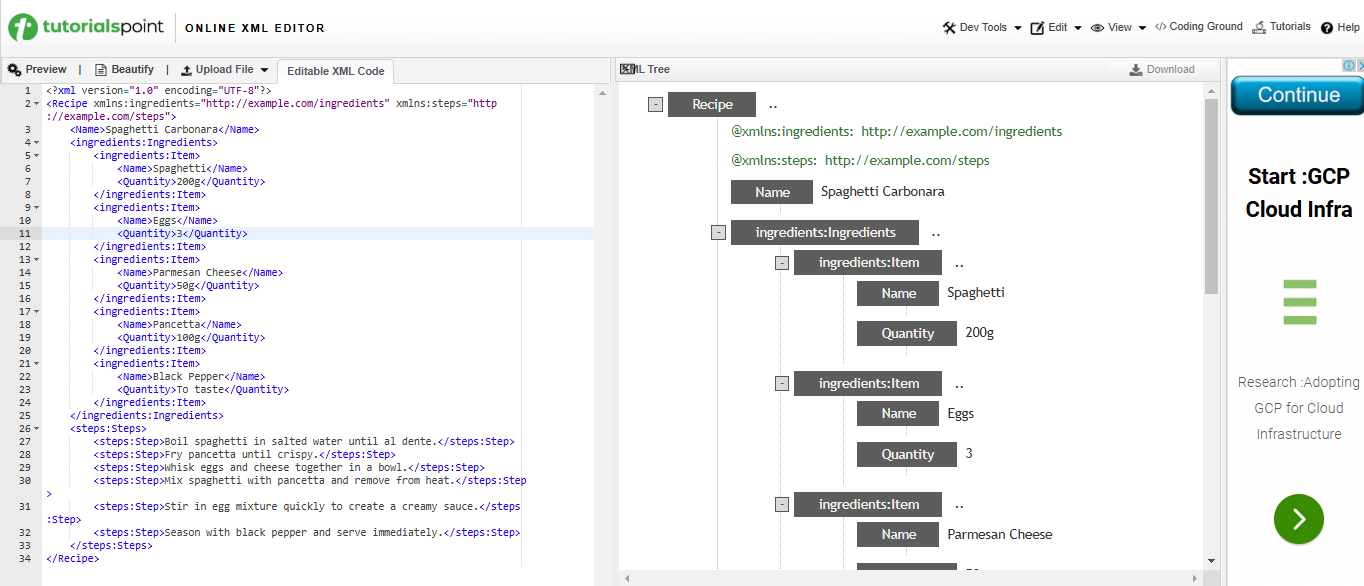 tutorialspoint ONLINE XML EDITOR Dev Tools Edit View </> Coding Ground Tutorials Help
Preview | Beautify | Upload File Editable XML Code
1 <?xml version="1.0" encoding="UTF-8"?>
2 <Recipe xmlns:ingredients="http://example.com/ingredients" xmlns:steps="http
://example.com/steps">
3 <Name>Spaghetti Carbonara</Name>
4 <ingredients:Ingredients>
5 <ingredients:Item>
6 <Name>Spaghetti</Name>
7 <Quantity>200g</Quantity>
8 </ingredients:Item>
9 <ingredients:Item>
10 <Name>Eggs</Name>
11 <Quantity>3</Quantity>
12 </ingredients:Item>
13 <ingredients:Item>
14 <Name>Parmesan Cheese</Name>
15 <Quantity>50g</Quantity>
16 </ingredients:Item>
17 <ingredients:Item>
18 <Name>Pancetta</Name>
19 <Quantity>100g</Quantity>
20 </ingredients:Item>
21 <ingredients:Item>
22 <Name>Black Pepper</Name>
23 <Quantity>To taste</Quantity>
24 </ingredients:Item>
25 </ingredients:Ingredients>
26 <steps:Steps>
27 <steps:Step>Boil spaghetti in salted water until al dente.</steps:Step>
28 <steps:Step>Fry pancetta until crispy.</steps:Step>
29 <steps:Step>Whisk eggs and cheese together in a bowl.</steps:Step>
30 <steps:Step>Mix spaghetti with pancetta and remove from heat.</steps:Step
>
31 <steps:Step>Stir in egg mixture quickly to create a creamy sauce.</steps
:Step>
32 <steps:Step>Season with black pepper and serve immediately.</steps:Step>
33 </steps:Steps>
34 </Recipe>
XML Tree Download
- Recipe ..
@xmlns:ingredients: http://example.com/ingredients
@xmlns:steps: http://example.com/steps
Name Spaghetti Carbonara
- ingredients:Ingredients ..
- ingredients:Item ..
Name Spaghetti
Quantity 200g
- ingredients:Item ..
Name Eggs
Quantity 3
- ingredients:Item ..
Name Parmesan Cheese
Continue
Start :GCP
Cloud Infra
Research :Adopting
GCP for Cloud
Infrastructure